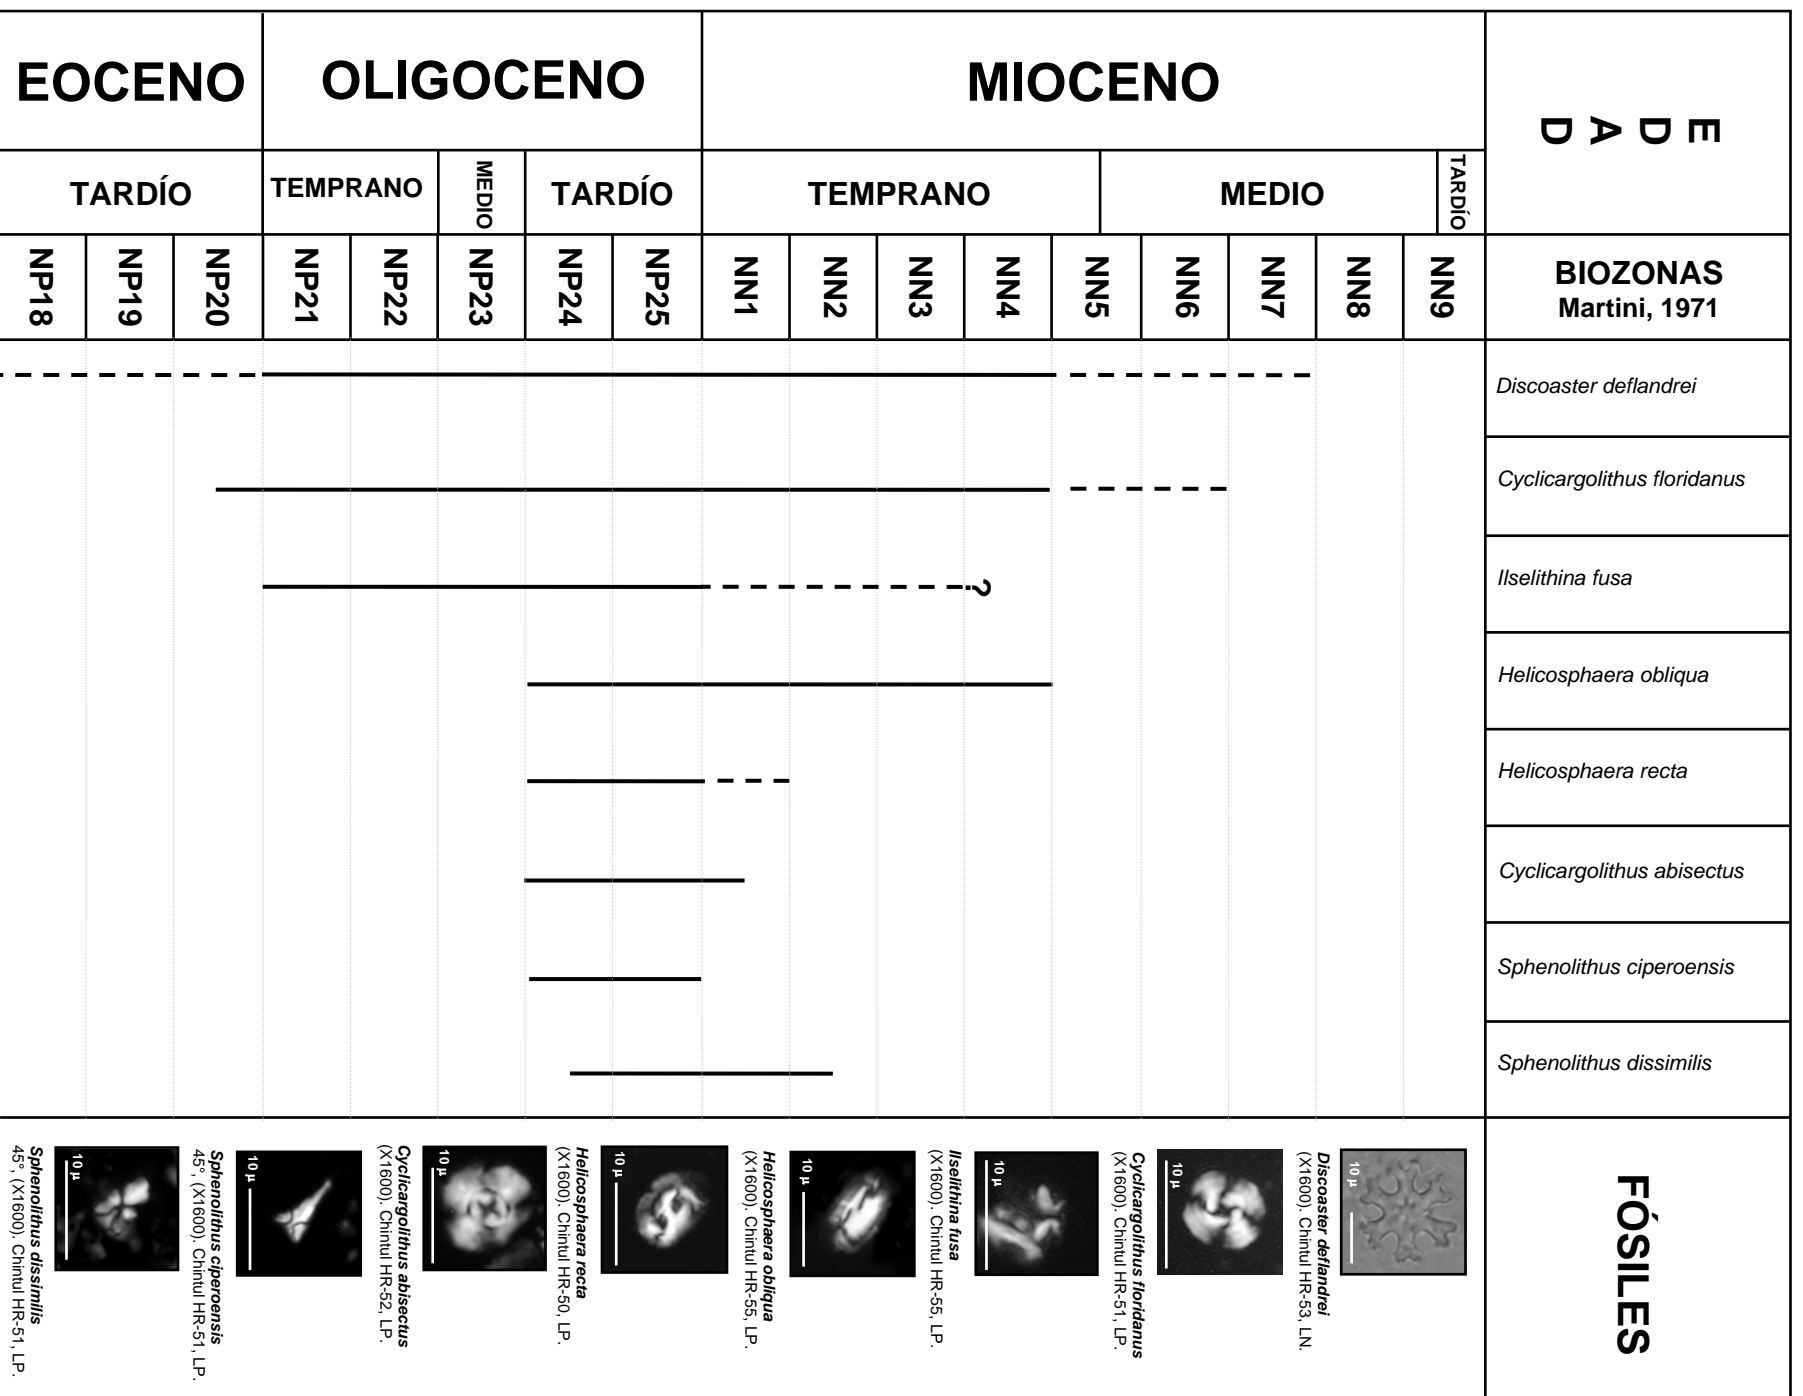 EOCENO
OLIGOCENO
MIOCENO
EDAD
TARDÍO
TEMPRANO
MEDIO
TARDÍO
TEMPRANO
MEDIO
TARDÍO
NP18
NP19
NP20
NP21
NP22
NP23
NP24
NP25
NN1
NN2
NN3
NN4
NN5
NN6
NN7
NN8
NN9
BIOZONAS
Martini, 1971
Discoaster deflandrei
Cyclicargolithus floridanus
?
Ilselithina fusa
Helicosphaera obliqua
Helicosphaera recta
Cyclicargolithus abisectus
Sphenolithus ciperoensis
Sphenolithus dissimilis
FÓSILES
10 µ
Discoaster deflandrei
(X1600). Chintul HR-53, LN.
10 µ
Cyclicargolithus floridanus
(X1600). Chintul HR-51, LP.
10 µ
Ilselithina fusa
(X1600). Chintul HR-55, LP.
10 µ
Helicosphaera obliqua
(X1600). Chintul HR-55, LP.
10 µ
Helicosphaera recta
(X1600). Chintul HR-50, LP.
10 µ
Cyclicargolithus abisectus
(X1600). Chintul HR-52, LP.
10 µ
Sphenolithus ciperoensis
45°, (X1600). Chintul HR-51, LP.
10 µ
Sphenolithus dissimilis
45°, (X1600). Chintul HR-51, LP.